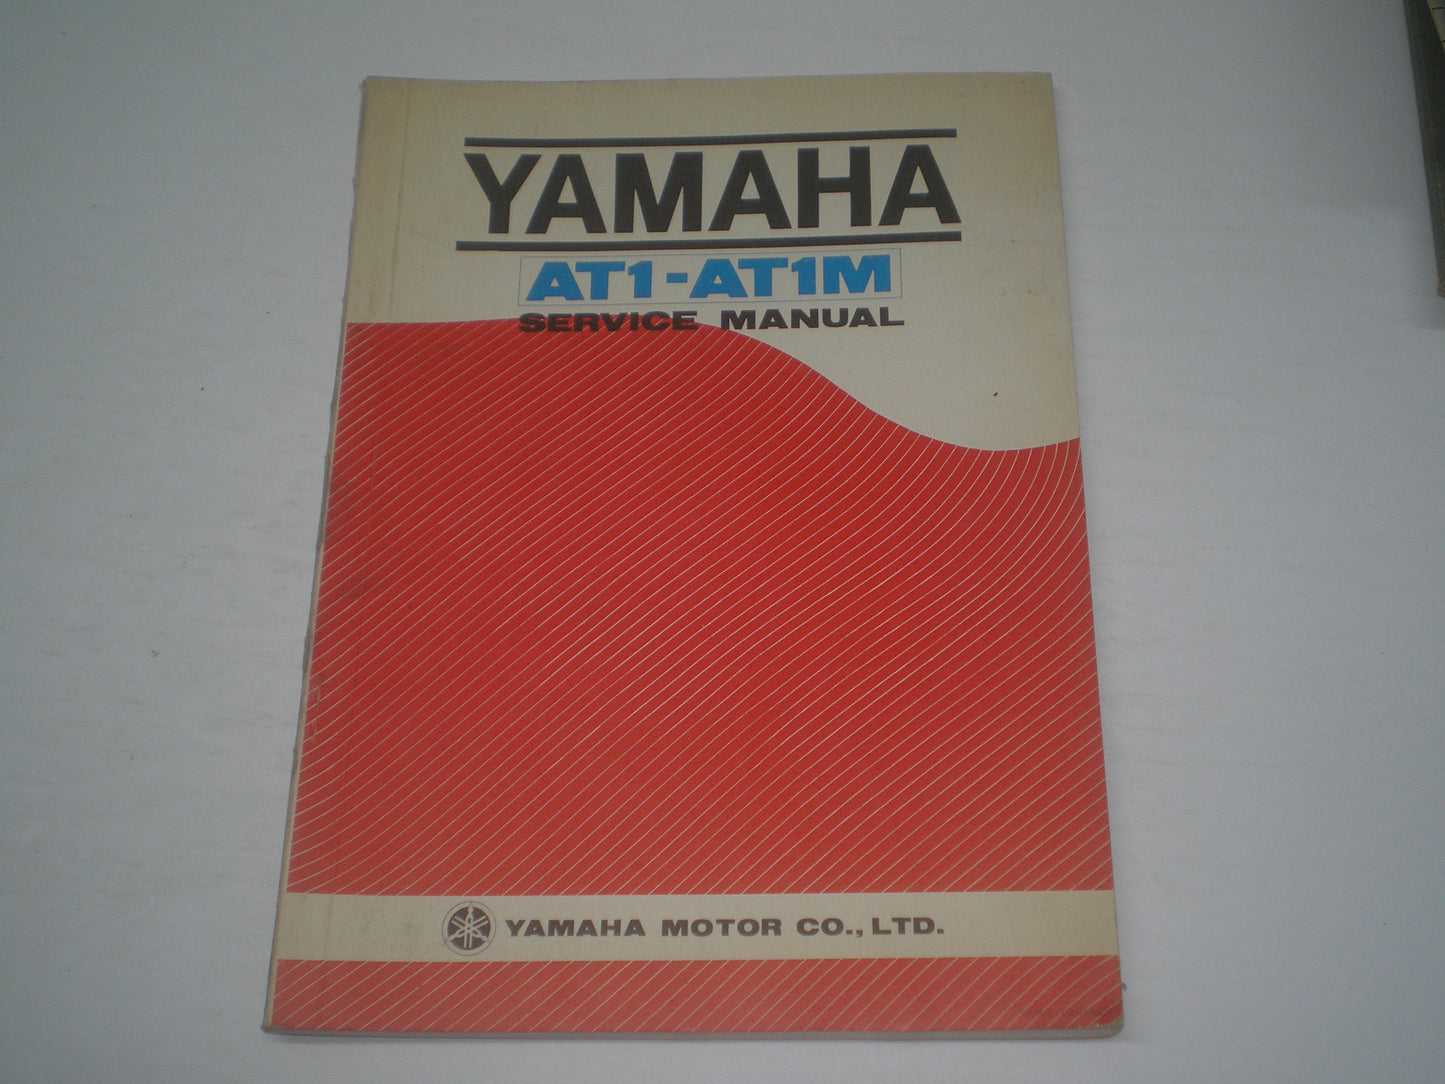 YAMAHA
AT1-AT1M
SERVICE MANUAL
YAMAHA MOTOR CO., LTD.